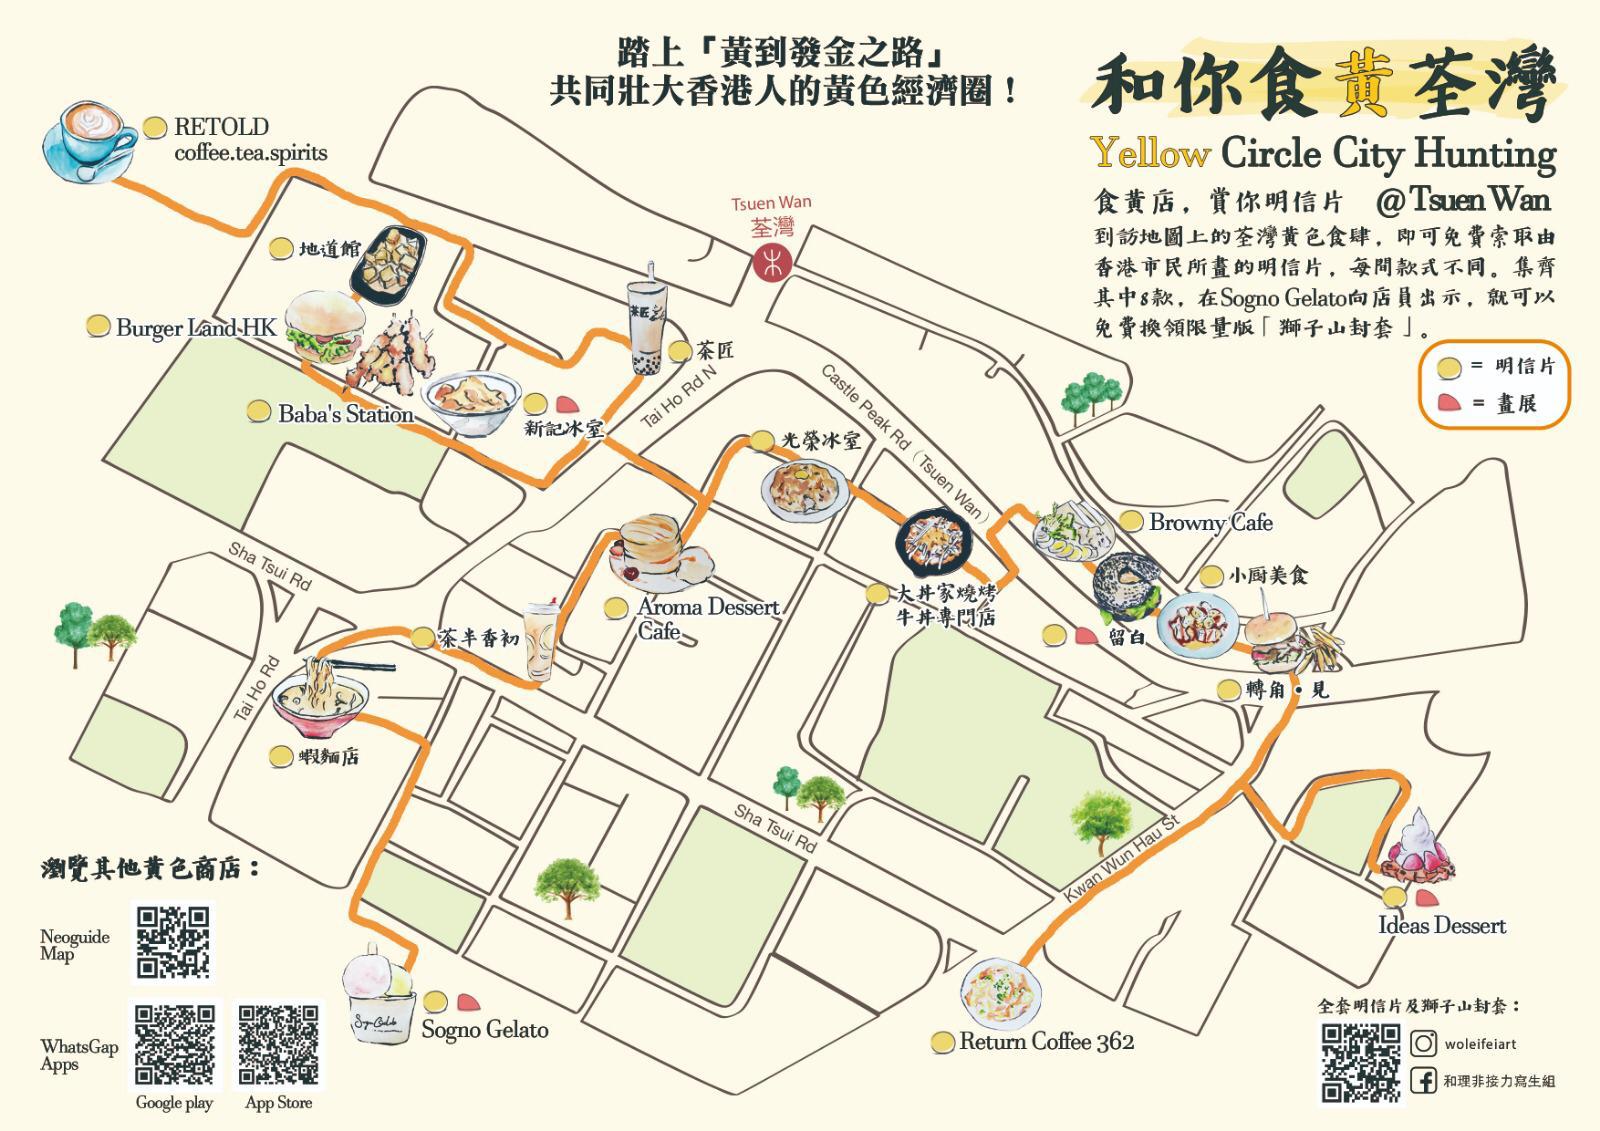 踏上「黃到發金之路」
共同壯大香港人的黃色經濟圈！
和你食黃荃灣
Yellow Circle City Hunting
食黃店，賞你明信片 @Tsuen Wan
到訪地圖上的荃灣黃色食肆，即可免費索取由
香港市民所畫的明信片，每間款式不同。集齊
其中8款，在Sogno Gelato向店員出示，就可以
免費換領限量版「獅子山封套」。
= 明信片
= 畫展
RETOLD
coffee.tea.spirits
Tsuen Wan
荃灣
地道館
Burger Land HK
茶匠
Baba's Station
新記冰室
Tai Ho Rd N
Castle Peak Rd (Tsuen Wan)
光榮冰室
Browny Cafe
Sha Tsui Rd
小廚美食
大丼家燒烤
牛丼專門店
Aroma Dessert
Cafe
茶半香初
留白
Tai Ho Rd
轉角・見
蝦麵店
Sha Tsui Rd
Kwan Wun Hau St
Ideas Dessert
Sogno Gelato
Return Coffee 362
瀏覽其他黃色商店：
Neoguide
Map
WhatsGap
Apps
Google play
App Store
全套明信片及獅子山封套：
woleifeiart
和理非接力寫生組